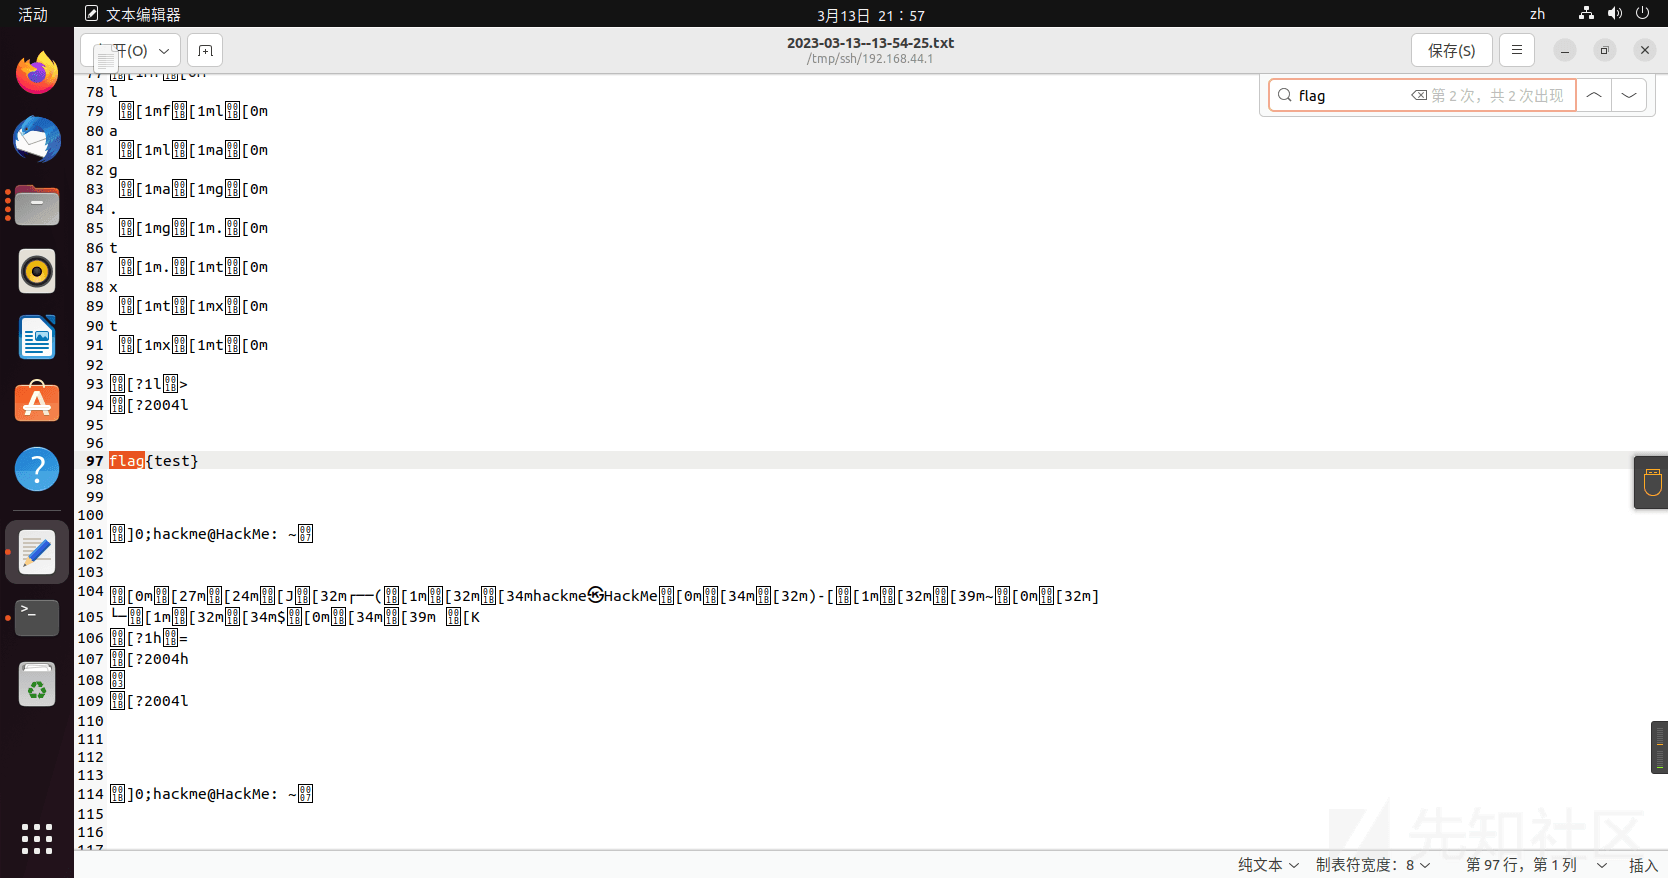 活动
文本编辑器
3月13日 21：57
zh
开(O)
2023-03-13--13-54-25.txt
/tmp/ssh/192.168.44.1
保存(S)
flag
第 2 次，共 2 次出现
78 l
79 [1mf[1ml[0m
80 a
81 [1ml[1ma[0m
82 g
83 [1ma[1mg[0m
84 .
85 [1mg[1m.[0m
86 t
87 [1m.[1mt[0m
88 x
89 [1mt[1mx[0m
90 t
91 [1mx[1mt[0m
92
93 [?1l>
94 [?2004l
95
96
97 flag{test}
98
99
100
101 ]0;hackme@HackMe: ~
102
103
104 [0m[27m[24m[J[32m┌──([1m[32m[34mhackme㉿HackMe[0m[34m[32m)-[[1m[32m[39m~[0m[32m]
105 └─[1m[32m[34m$[0m[34m[39m [K
106 [?1h=
107 [?2004h
108
109 [?2004l
110
111
112
113
114 ]0;hackme@HackMe: ~
115
116
117
先知社区
纯文本
制表符宽度：8
第 97 行，第 1 列
插入